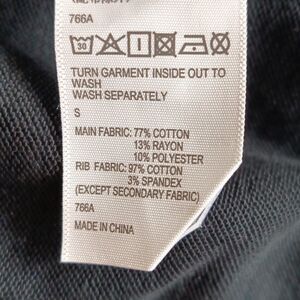 766A
30
TURN GARMENT INSIDE OUT TO
WASH
WASH SEPARATELY
S
MAIN FABRIC: 77% COTTON
13% RAYON
10% POLYESTER
RIB FABRIC: 97% COTTON
3% SPANDEX
(EXCEPT SECONDARY FABRIC)
766A
MADE IN CHINA